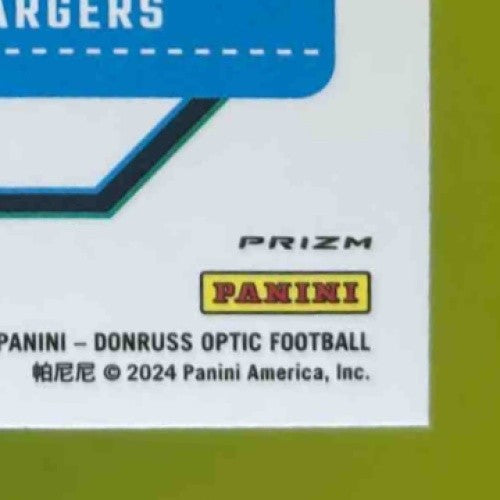 ARGERS
PRIZM
PANINI
PANINI – DONRUSS OPTIC FOOTBALL
帕尼尼 © 2024 Panini America, Inc.